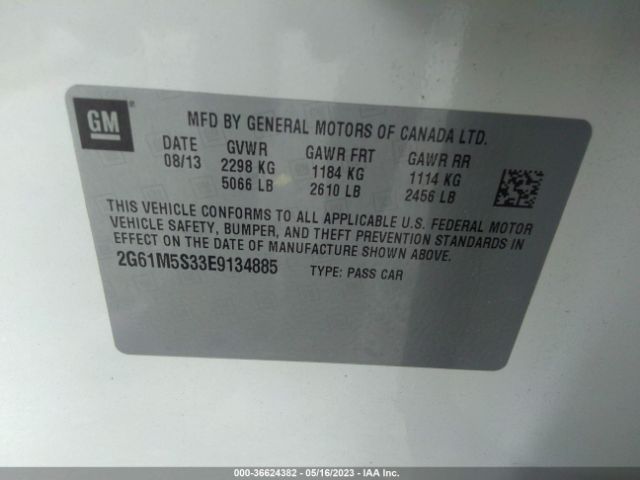 GM ®
MFD BY GENERAL MOTORS OF CANADA LTD.
DATE GVWR GAWR FRT GAWR RR
08/13 2298 KG 1184 KG 1114 KG
5066 LB 2610 LB 2456 LB
THIS VEHICLE CONFORMS TO ALL APPLICABLE U.S. FEDERAL MOTOR
VEHICLE SAFETY, BUMPER, AND THEFT PREVENTION STANDARDS IN
EFFECT ON THE DATE OF MANUFACTURE SHOWN ABOVE.
2G61M5S33E9134885 TYPE: PASS CAR
000-36624382 - 05/16/2023 - IAA Inc.